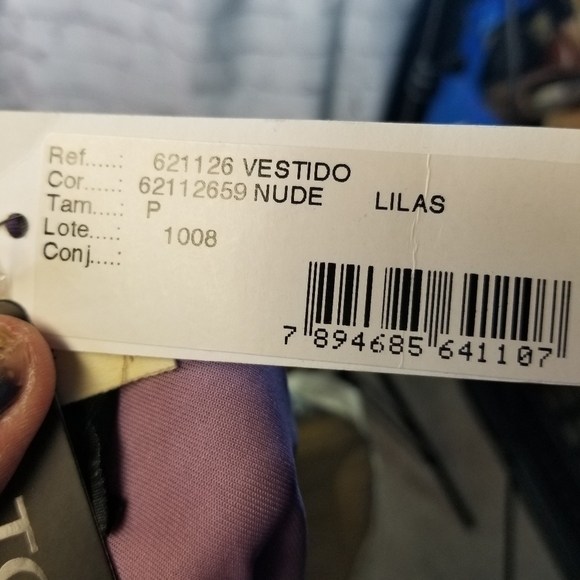 Ref.....: 621126 VESTIDO
Cor......: 62112659 NUDE LILAS
Tam....: P
Lote....: 1008
Conj....:
7 894685 641107